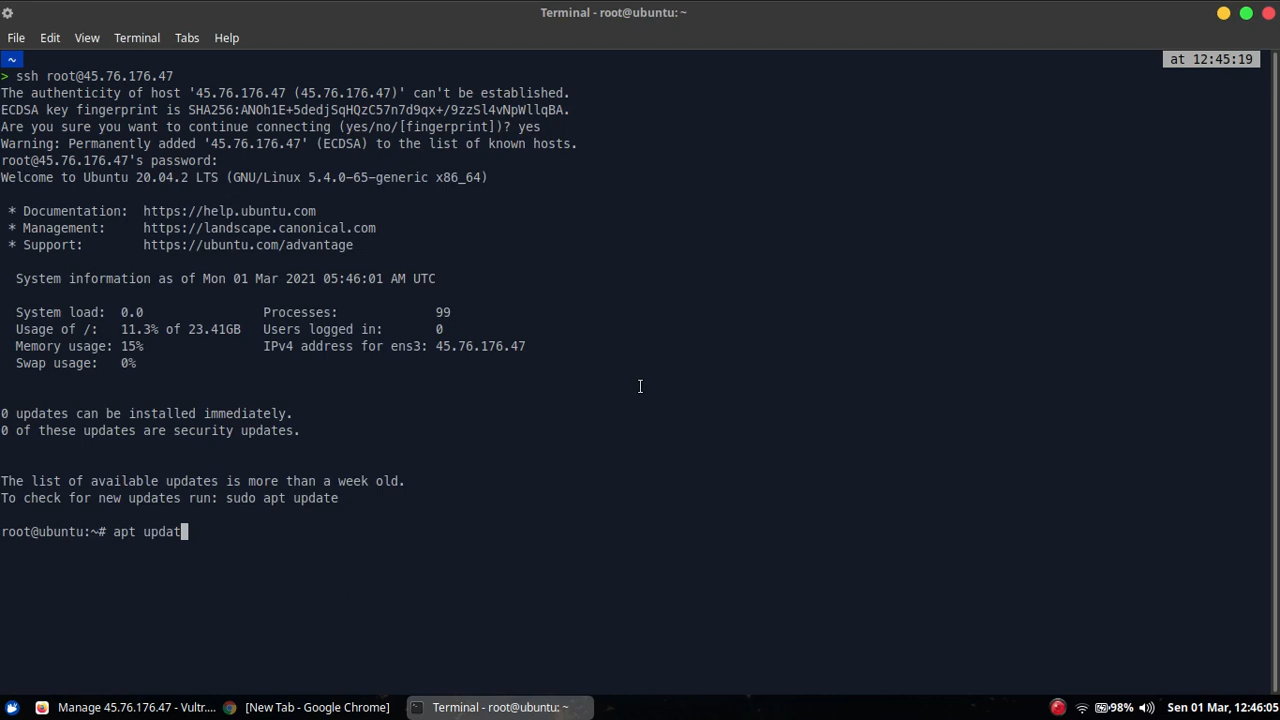 Terminal - root@ubuntu: ~
File Edit View Terminal Tabs Help
~ at 12:45:19
> ssh root@45.76.176.47
The authenticity of host '45.76.176.47 (45.76.176.47)' can't be established.
ECDSA key fingerprint is SHA256:ANOh1E+5dedjSqHQzC57n7d9qx+/9zzSl4vNpWllqBA.
Are you sure you want to continue connecting (yes/no/[fingerprint])? yes
Warning: Permanently added '45.76.176.47' (ECDSA) to the list of known hosts.
root@45.76.176.47's password:
Welcome to Ubuntu 20.04.2 LTS (GNU/Linux 5.4.0-65-generic x86_64)
* Documentation: https://help.ubuntu.com
* Management: https://landscape.canonical.com
* Support: https://ubuntu.com/advantage
System information as of Mon 01 Mar 2021 05:46:01 AM UTC
System load: 0.0 Processes: 99
Usage of /: 11.3% of 23.41GB Users logged in: 0
Memory usage: 15% IPv4 address for ens3: 45.76.176.47
Swap usage: 0%
0 updates can be installed immediately.
0 of these updates are security updates.
The list of available updates is more than a week old.
To check for new updates run: sudo apt update
root@ubuntu:~# apt updat
Manage 45.76.176.47 - Vultr.... [New Tab - Google Chrome] Terminal - root@ubuntu: ~ 98% Sen 01 Mar, 12:46:05